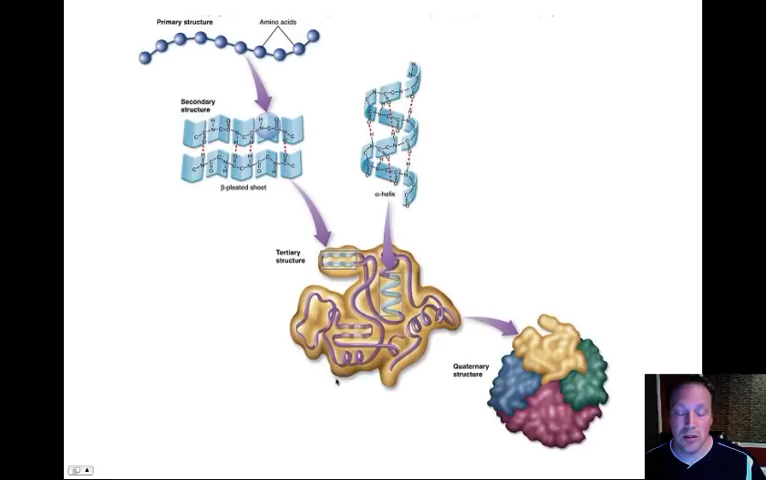 Primary structure
Amino acids
Secondary
structure
β-pleated sheet
α-helix
Tertiary
structure
Quaternary
structure